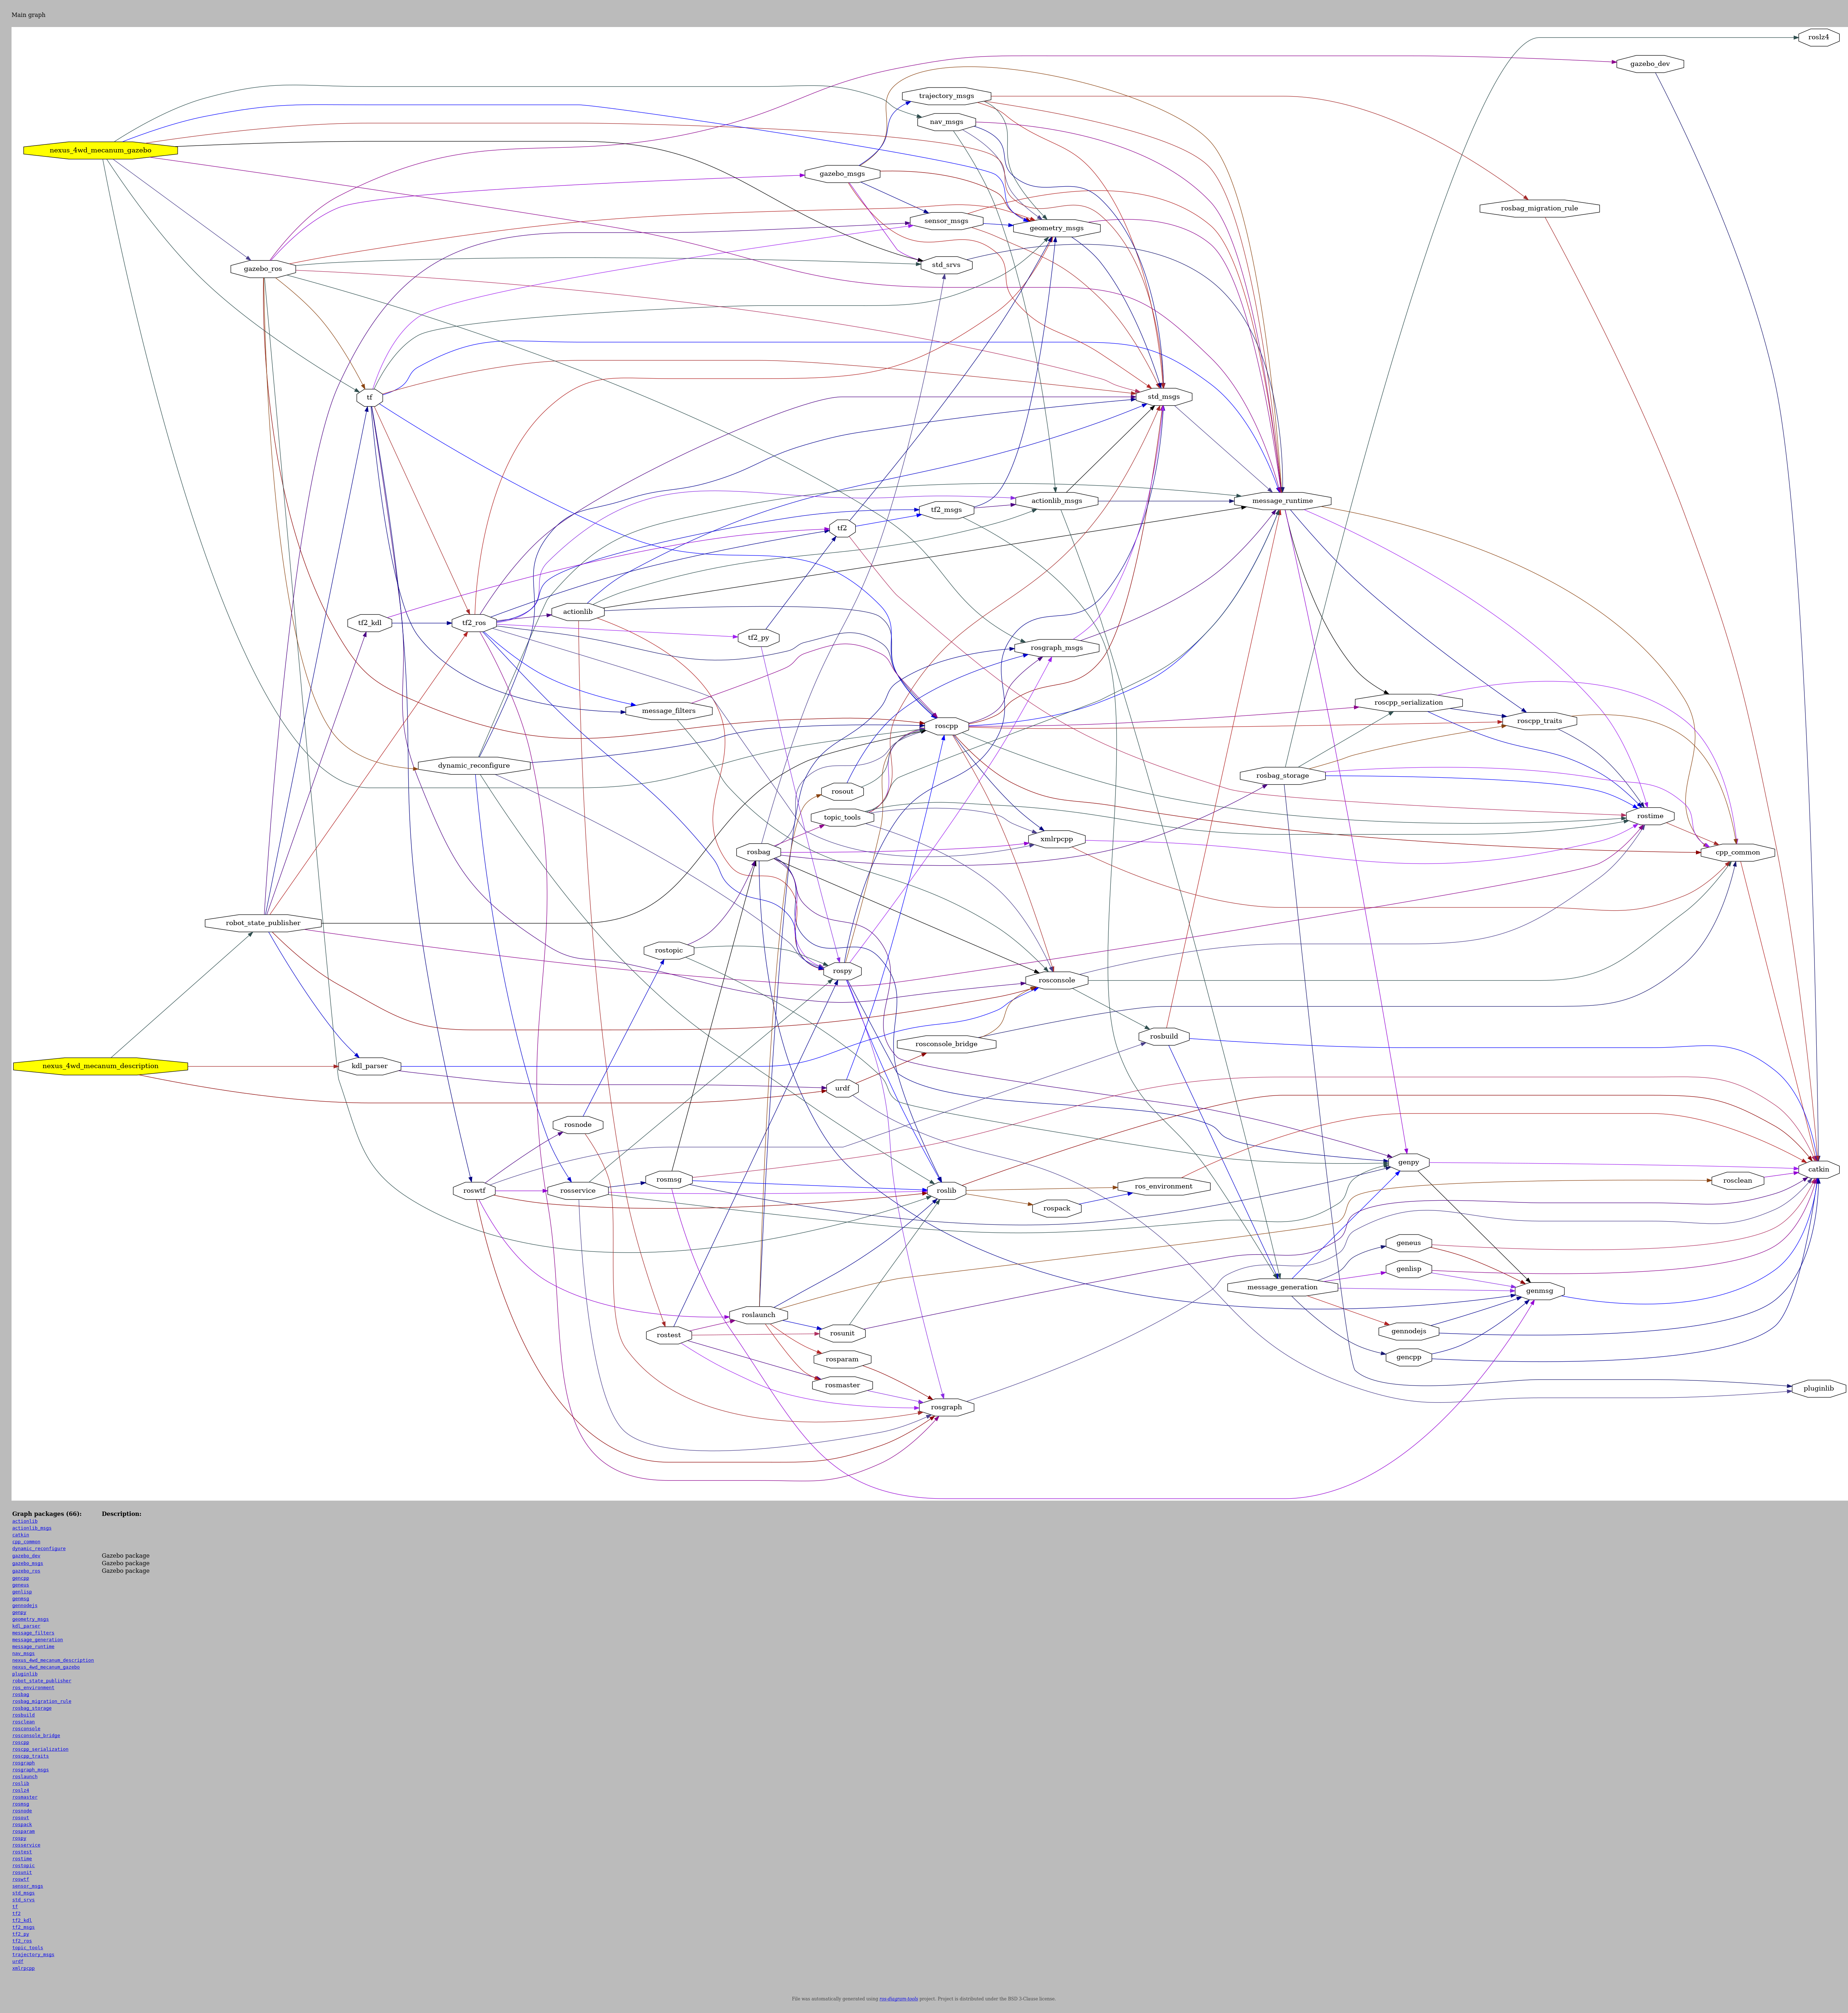 Main graph
roslz4
gazebo_dev
trajectory_msgs
nav_msgs
nexus_4wd_mecanum_gazebo
gazebo_msgs
rosbag_migration_rule
sensor_msgs
geometry_msgs
std_srvs
gazebo_ros
tf
std_msgs
actionlib_msgs
message_runtime
tf2_msgs
tf2
actionlib
tf2_kdl
tf2_ros
tf2_py
rosgraph_msgs
roscpp_serialization
message_filters
roscpp_traits
roscpp
dynamic_reconfigure
rosbag_storage
rosout
topic_tools
rostime
xmlrpcpp
rosbag
cpp_common
robot_state_publisher
rostopic
rospy
rosconsole
rosbuild
rosconsole_bridge
nexus_4wd_mecanum_description
kdl_parser
urdf
rosnode
genpy
catkin
rosmsg
rosclean
ros_environment
roswtf
rosservice
roslib
rospack
geneus
genlisp
message_generation
genmsg
roslaunch
gennodejs
rosunit
rostest
gencpp
rosparam
rosmaster
pluginlib
rosgraph
Graph packages (66): Description:
actionlib
actionlib_msgs
catkin
cpp_common
dynamic_reconfigure
gazebo_dev Gazebo package
gazebo_msgs Gazebo package
gazebo_ros Gazebo package
gencpp
geneus
genlisp
genmsg
gennodejs
genpy
geometry_msgs
kdl_parser
message_filters
message_generation
message_runtime
nav_msgs
nexus_4wd_mecanum_description
nexus_4wd_mecanum_gazebo
pluginlib
robot_state_publisher
ros_environment
rosbag
rosbag_migration_rule
rosbag_storage
rosbuild
rosclean
rosconsole
rosconsole_bridge
roscpp
roscpp_serialization
roscpp_traits
rosgraph
rosgraph_msgs
roslaunch
roslib
roslz4
rosmaster
rosmsg
rosnode
rosout
rospack
rosparam
rospy
rosservice
rostest
rostime
rostopic
rosunit
roswtf
sensor_msgs
std_msgs
std_srvs
tf
tf2
tf2_kdl
tf2_msgs
tf2_py
tf2_ros
topic_tools
trajectory_msgs
urdf
xmlrpcpp
File was automatically generated using ros-diagram-tools project. Project is distributed under the BSD 3-Clause license.